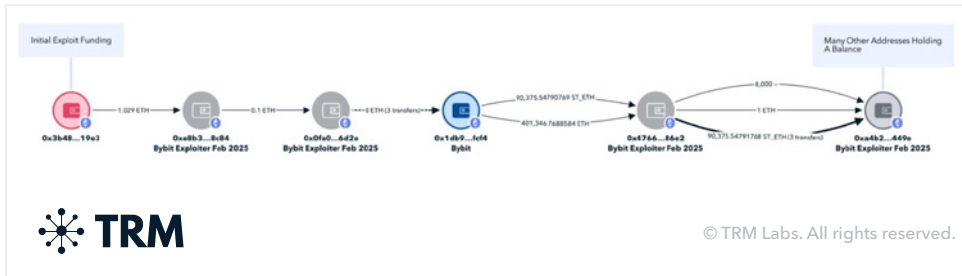 Initial Exploit Funding
Many Other Addresses Holding
A Balance
1.029 ETH
0.1 ETH
0 ETH (3 transfers)
90,375.54790769 ST_ETH
401,346.7688584 ETH
8,000
1 ETH
90,375.54791768 ST_ETH (3 transfers)
0x3b48...19e3
0xe8b3...8c84
Bybit Exploiter Feb 2025
0x0fa0...6d2e
Bybit Exploiter Feb 2025
0x1db9...fcf4
Bybit
0x4766...86e2
Bybit Exploiter Feb 2025
0xa4b2...449e
Bybit Exploiter Feb 2025
TRM
© TRM Labs. All rights reserved.